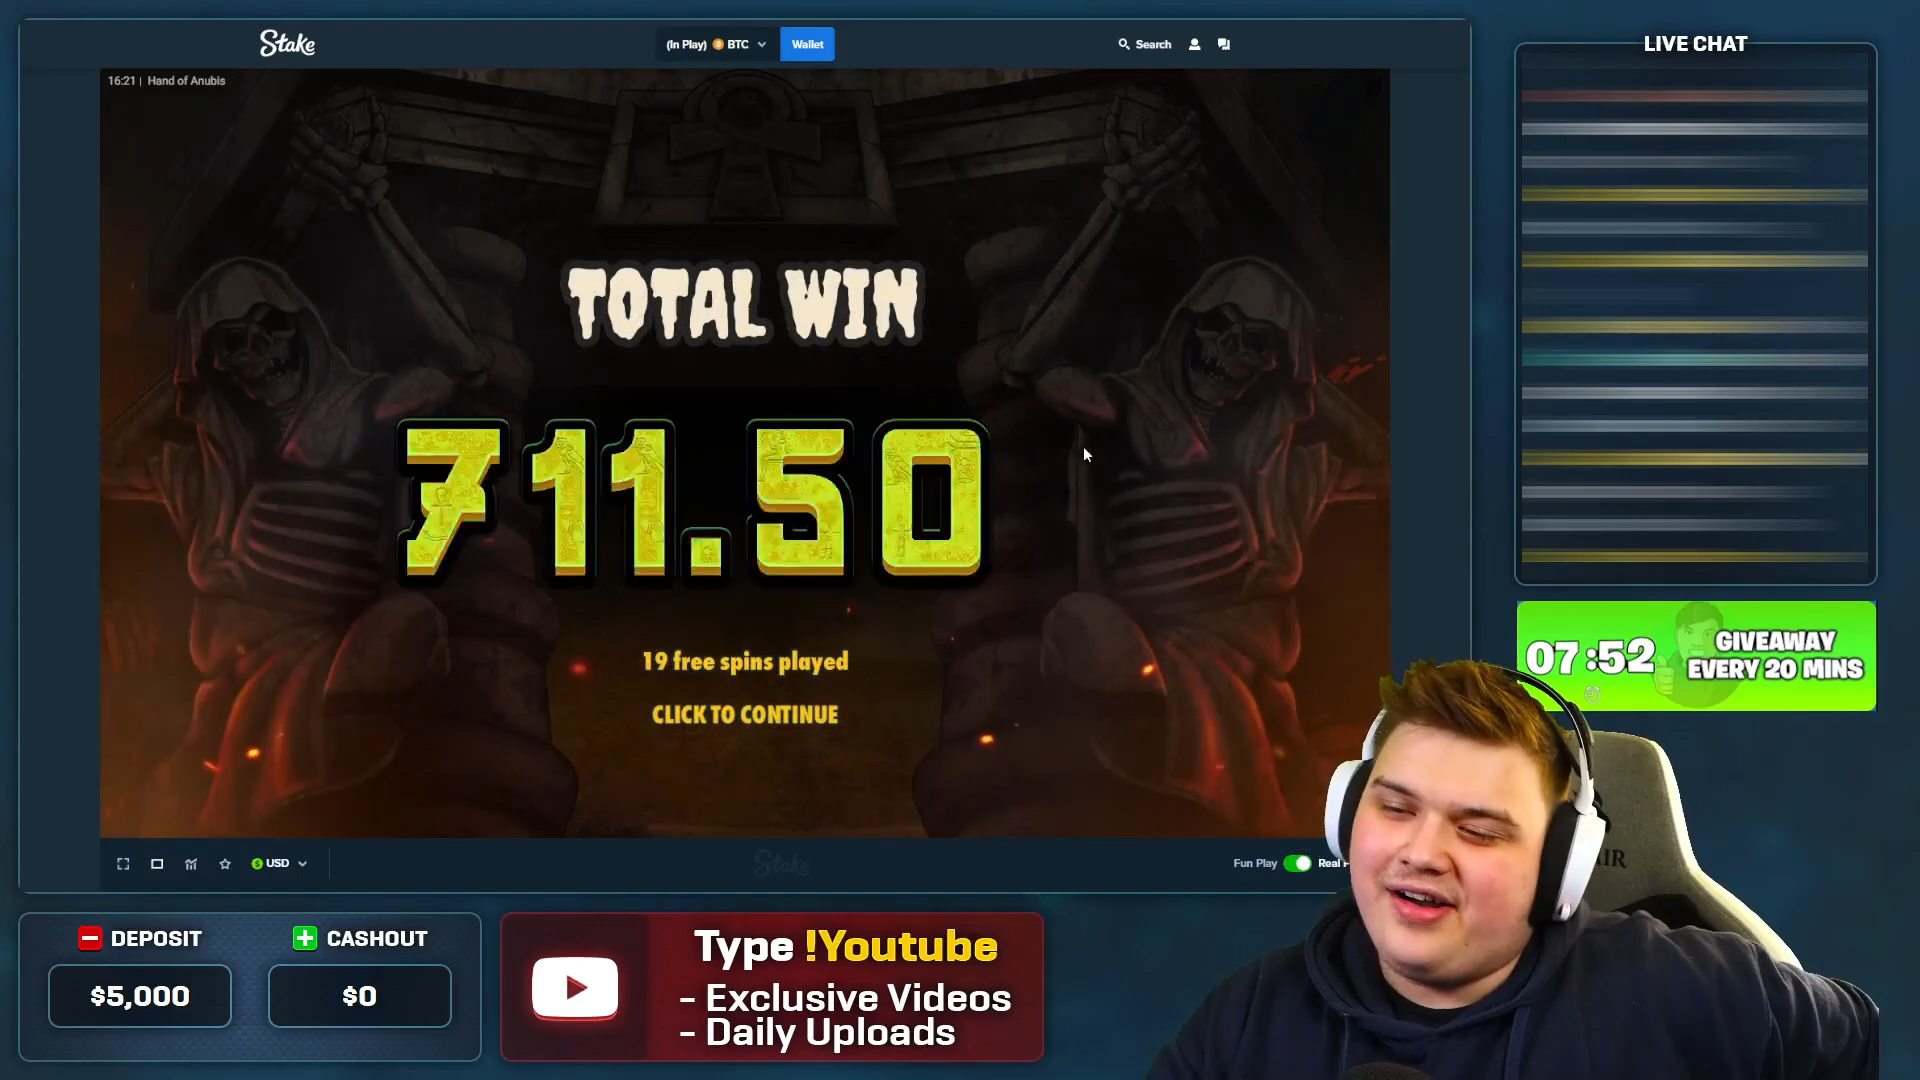 Stake
(In Play) BTC
Wallet
Search
16:21 | Hand of Anubis
TOTAL WIN
711.50
19 free spins played
CLICK TO CONTINUE
USD
Stake
Fun Play
Real
LIVE CHAT
07:52
GIVEAWAY
EVERY 20 MINS
DEPOSIT
CASHOUT
$5,000
$0
Type !Youtube
- Exclusive Videos
- Daily Uploads